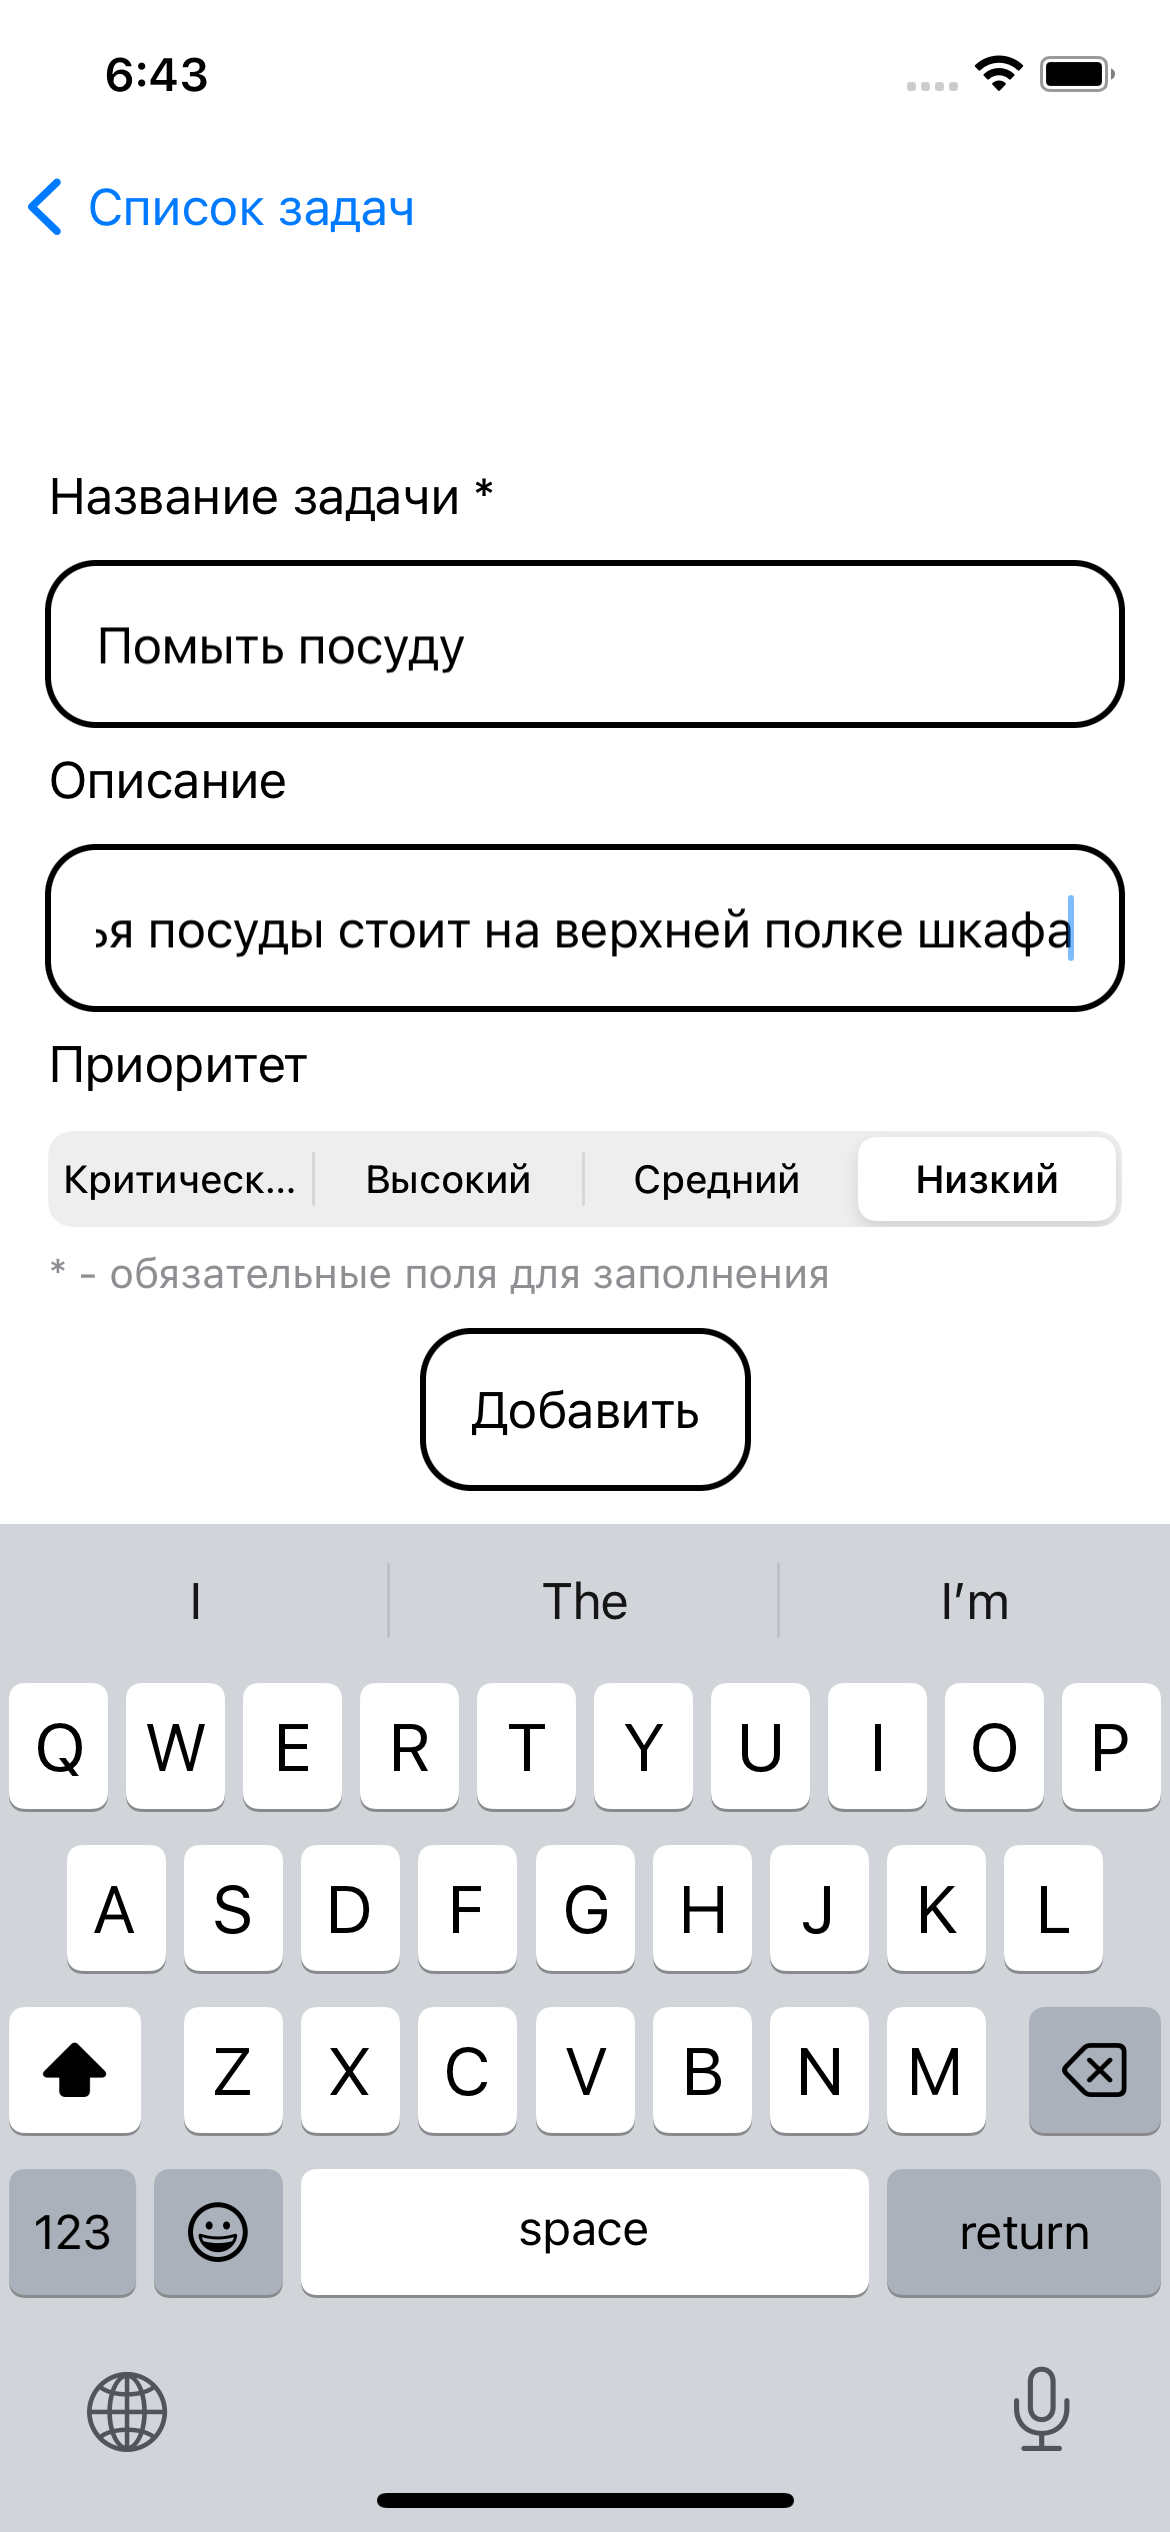 6:43
Список задач
Название задачи *
Помыть посуду
Описание
ья посуды стоит на верхней полке шкафа
Приоритет
Критическ... Высокий Средний Низкий
* - обязательные поля для заполнения
Добавить
I The I’m
Q W E R T Y U I O P
A S D F G H J K L
Z X C V B N M
123 space return